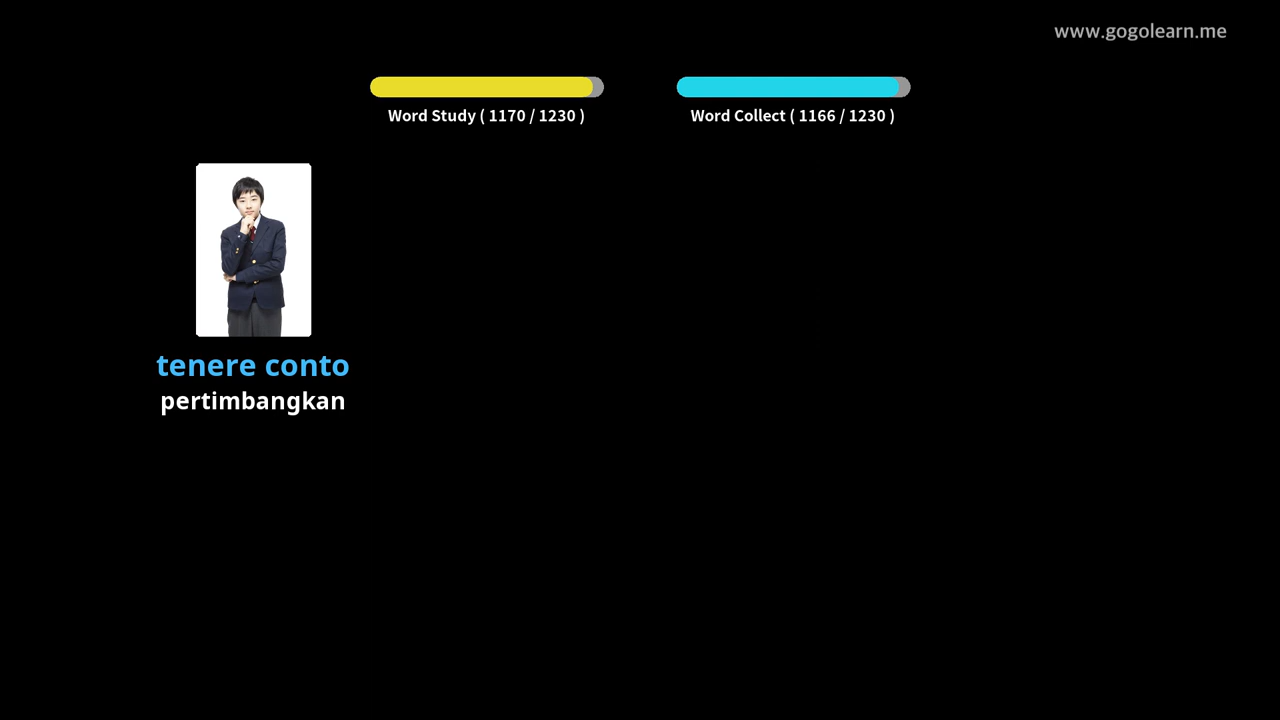 www.gogolearn.me
Word Study ( 1170 / 1230 )
Word Collect ( 1166 / 1230 )
tenere conto
pertimbangkan